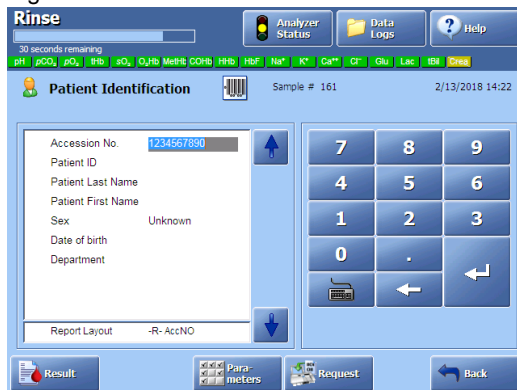 Rinse
30 seconds remaining
Analyzer Status
Data Logs
Help
pH pCO₂ pO₂ tHb sO₂ O₂Hb MetHb COHb HHb HbF Na⁺ K⁺ Ca⁺⁺ Cl⁻ Glu Lac tBil Crea
Patient Identification
Sample # 161
2/13/2018 14:22
Accession No. 1234567890
Patient ID
Patient Last Name
Patient First Name
Sex Unknown
Date of birth
Department
Report Layout -R- AccNO
7 8 9
4 5 6
1 2 3
0 .
Result
Para-
meters
Request
Back